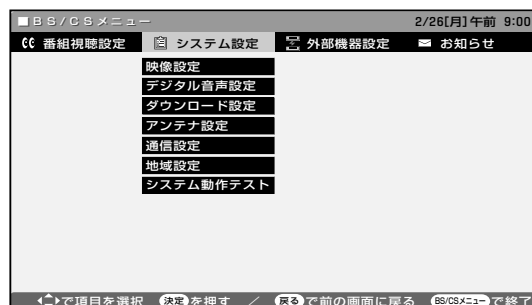 ■BS/CSメニュー 2/26[月]午前 9:00
番組視聴設定 システム設定 外部機器設定 お知らせ
映像設定
デジタル音声設定
ダウンロード設定
アンテナ設定
通信設定
地域設定
システム動作テスト
で項目を選択 決定を押す / 戻るで前の画面に戻る BS/CSメニューで終了